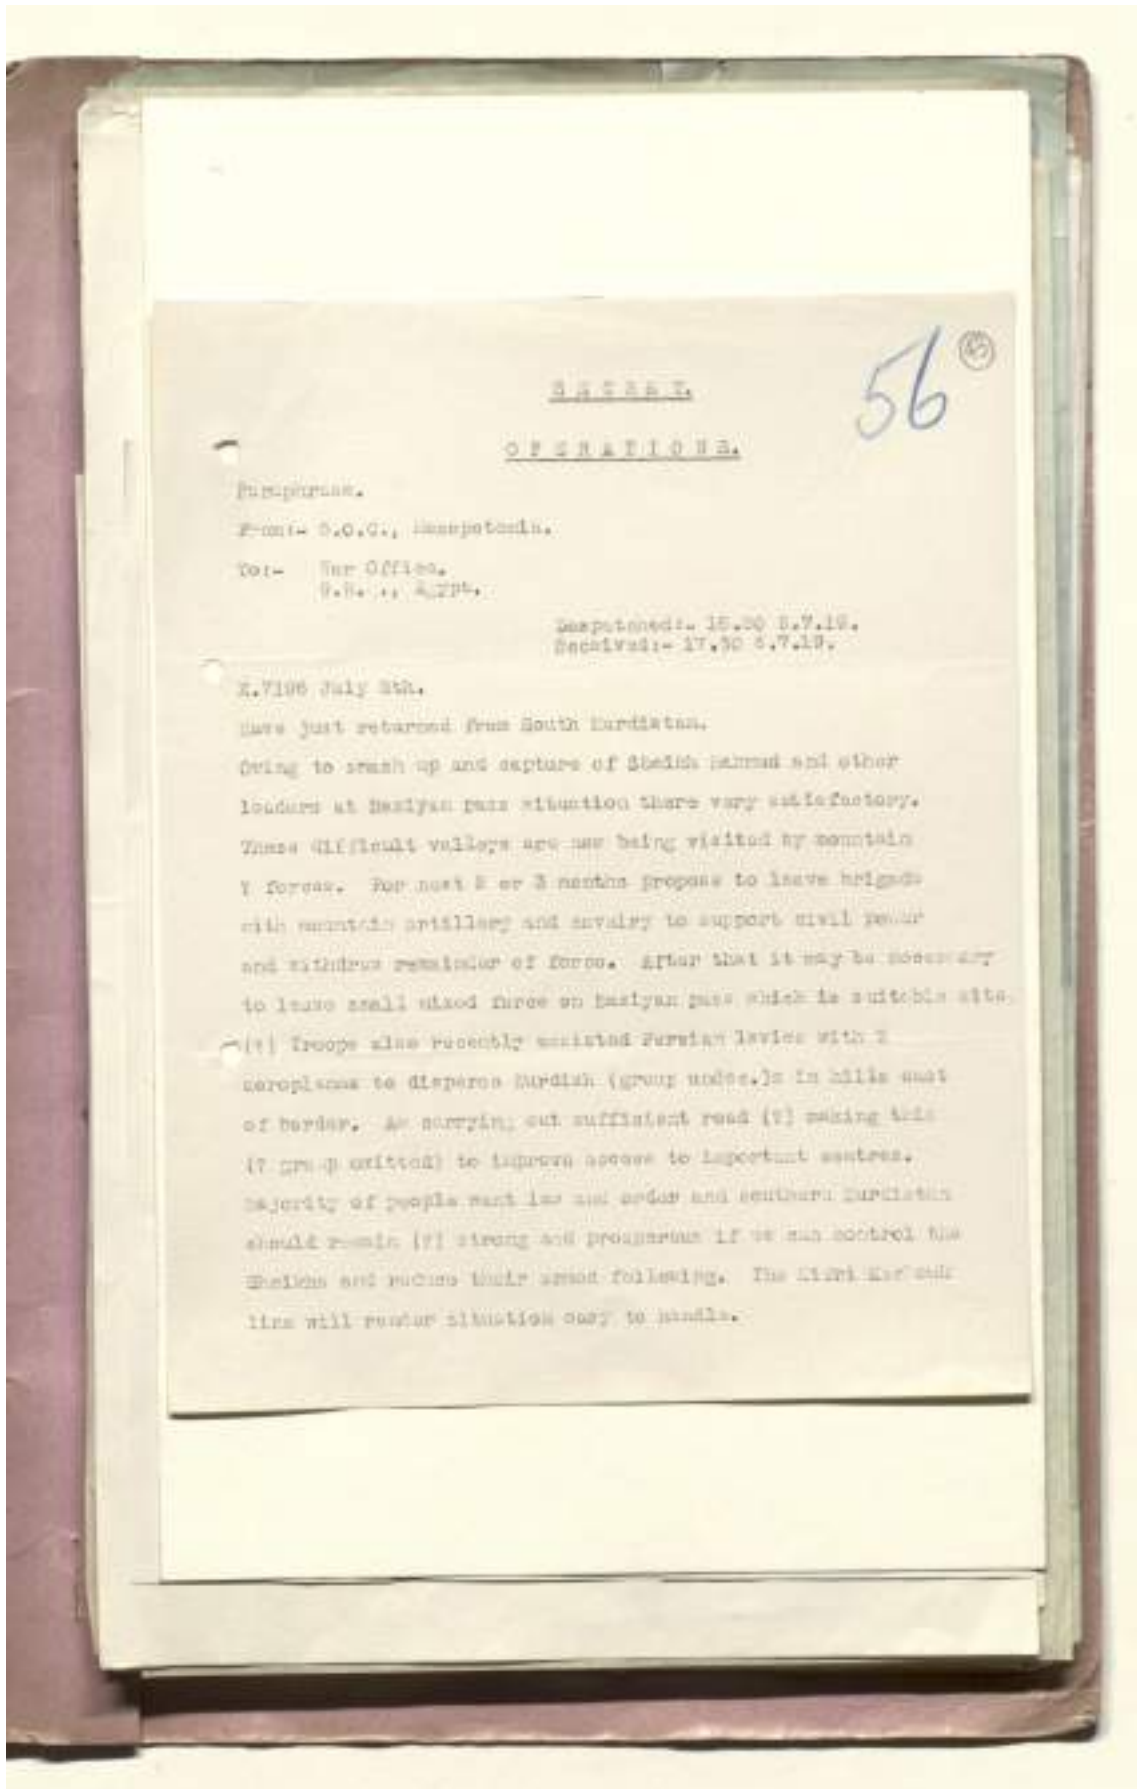 56
SECRET.
OPERATIONS.
Paraphrase.
From:- G.O.C., Mesopotamia.
To:- War Office.
G.H.Q., Egypt.
Despatched:- 15.30 .7.19.
Received:- 17.30 .7.19.
X.7196 July
Have just returned from South Kurdistan.
Owing to smash up and capture of Sheikh Mahmud and other
leaders at Baziyan pass situation there very satisfactory.
These difficult valleys are now being visited by mountain
? forces. For next 2 or 3 months propose to leave brigade
with mountain artillery and cavalry to support civil power
and withdraw remainder of force. After that it may be necessary
to leave small mixed force on Baziyan pass which is suitable site.
(?) Troops also recently assisted Persian levies with 2
aeroplanes to disperse Kurdish (group undec.)s in hills east
of border. Am carrying out sufficient road (?) making this
(? group omitted) to improve access to important centres.
Majority of people want law and order and southern Kurdistan
should remain (?) strong and prosperous if we can control the
Sheikhs and reduce their armed following. The Kifri Kirkuk
line will render situation easy to handle.